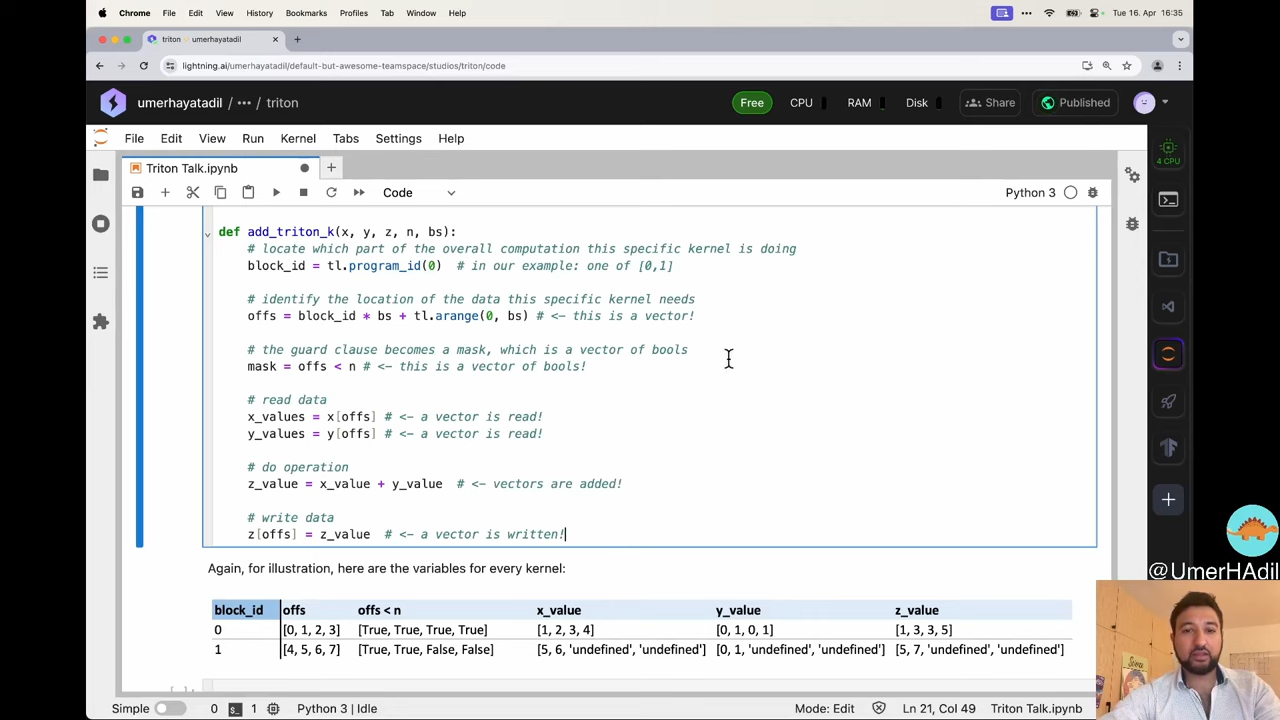 Chrome File Edit View History Bookmarks Profiles Tab Window Help Tue 16. Apr 16:35
triton umerhayatadil
lightning.ai/umerhayatadil/default-but-awesome-teamspace/studios/triton/code
umerhayatadil / ••• / triton Free CPU RAM Disk Share Published
File Edit View Run Kernel Tabs Settings Help
Triton Talk.ipynb
4 CPU
Code Python 3
def add_triton_k(x, y, z, n, bs):
# locate which part of the overall computation this specific kernel is doing
block_id = tl.program_id(0) # in our example: one of [0,1]
# identify the location of the data this specific kernel needs
offs = block_id * bs + tl.arange(0, bs) # <- this is a vector!
# the guard clause becomes a mask, which is a vector of bools
mask = offs < n # <- this is a vector of bools!
# read data
x_values = x[offs] # <- a vector is read!
y_values = y[offs] # <- a vector is read!
# do operation
z_value = x_value + y_value # <- vectors are added!
# write data
z[offs] = z_value # <- a vector is written!
Again, for illustration, here are the variables for every kernel:
block_id offs offs < n x_value y_value z_value
0 [0, 1, 2, 3] [True, True, True, True] [1, 2, 3, 4] [0, 1, 0, 1] [1, 3, 3, 5]
1 [4, 5, 6, 7] [True, True, False, False] [5, 6, 'undefined', 'undefined'] [0, 1, 'undefined', 'undefined'] [5, 7, 'undefined', 'undefined']
[ ]:
@UmerHAdil
Simple 0 1 Python 3 | Idle Mode: Edit Ln 21, Col 49 Triton Talk.ipynb